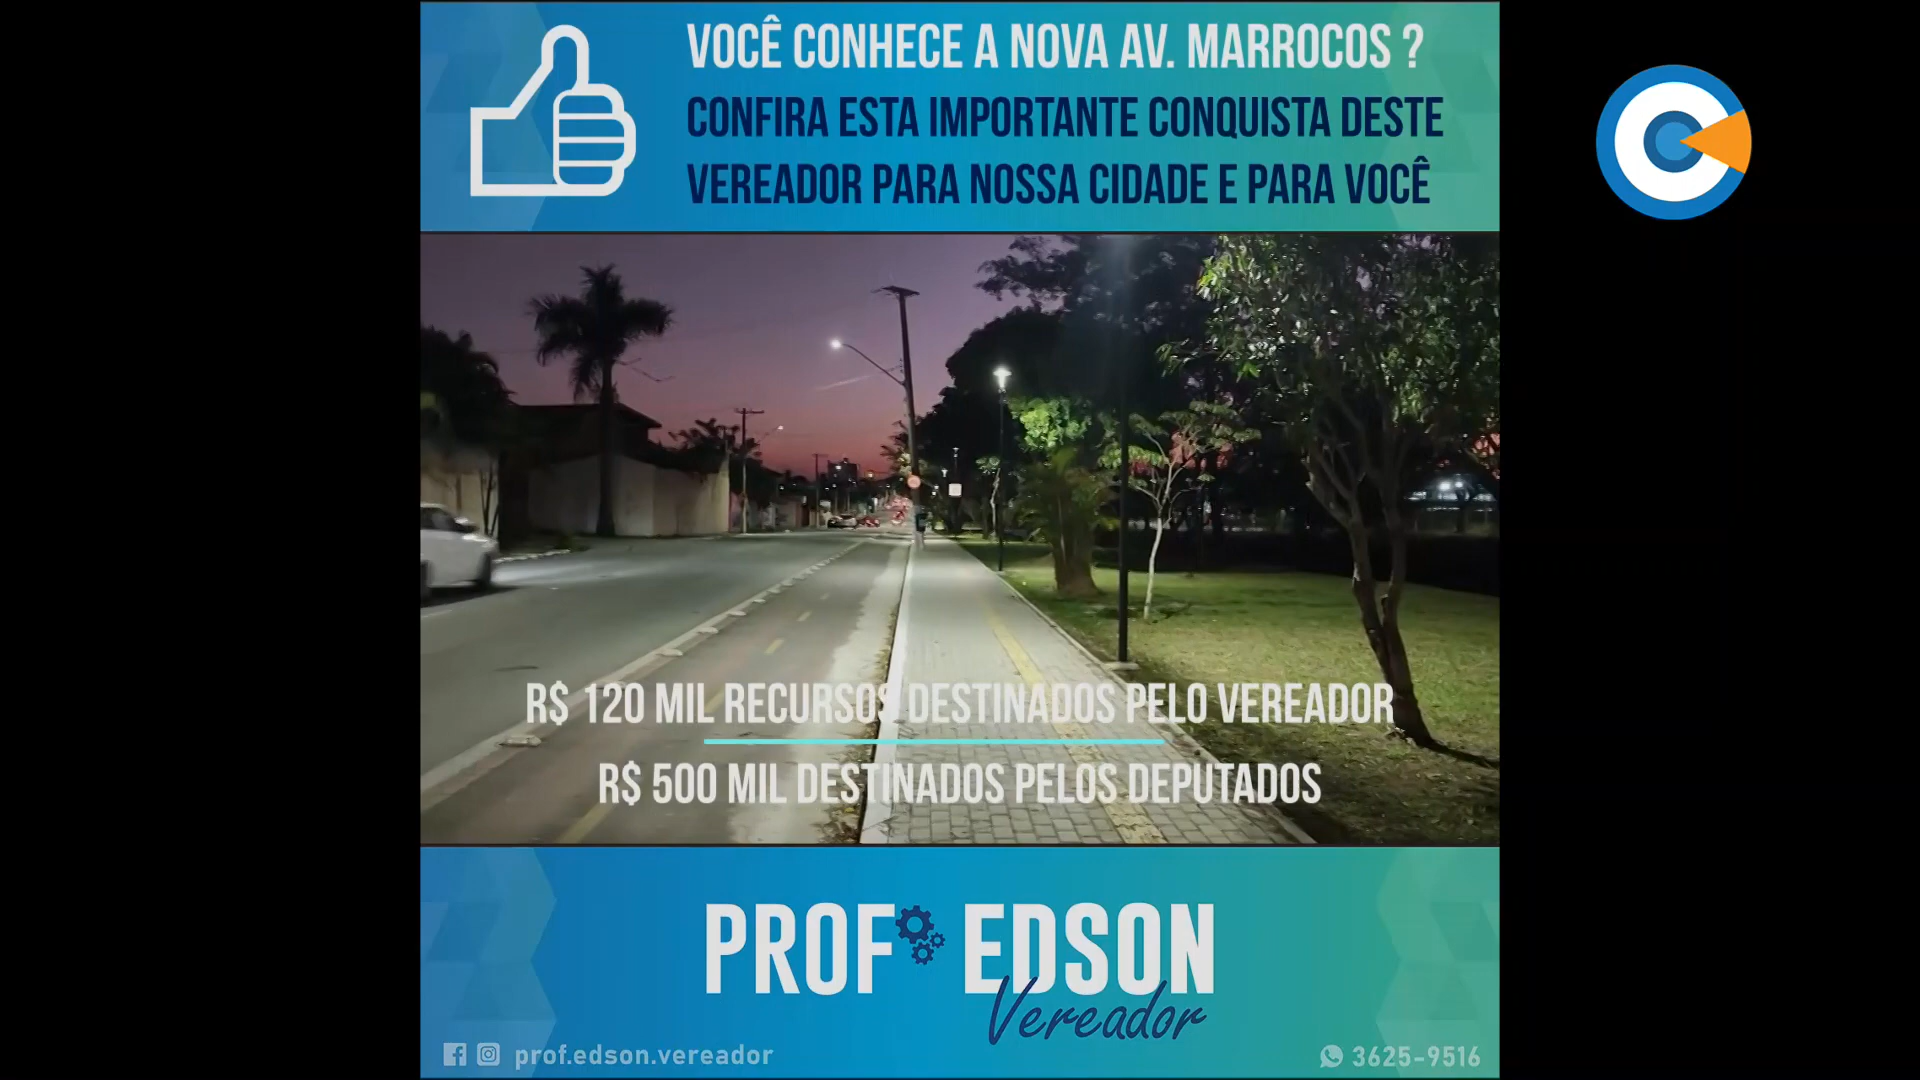 VOCÊ CONHECE A NOVA AV. MARROCOS ?
CONFIRA ESTA IMPORTANTE CONQUISTA DESTE
VEREADOR PARA NOSSA CIDADE E PARA VOCÊ
R$ 120 MIL RECURSOS DESTINADOS PELO VEREADOR
R$ 500 MIL DESTINADOS PELOS DEPUTADOS
PROF EDSON
Vereador
prof.edson.vereador
3625-9516